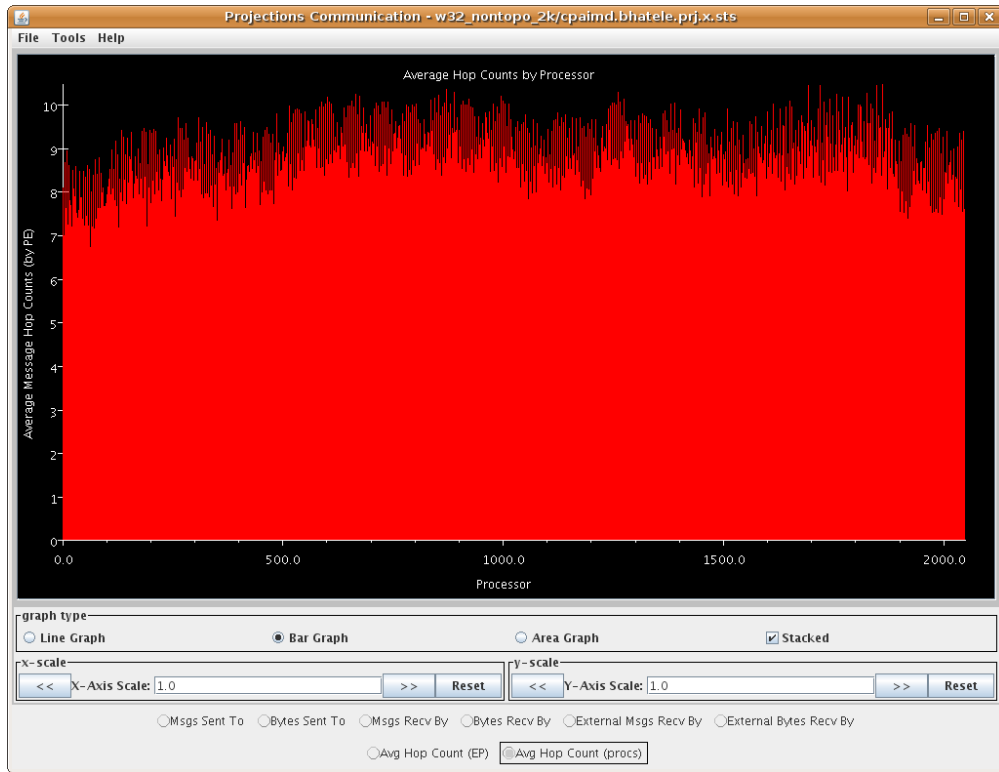 Projections Communication - w32_nontopo_2k/cpaimd.bhatele.prj.x.sts
File Tools Help
Average Hop Counts by Processor
Average Message Hop Counts (by PE)
10
9
8
7
6
5
4
3
2
1
0
0.0 500.0 1000.0 1500.0 2000.0
Processor
graph type
Line Graph Bar Graph Area Graph Stacked
x-scale y-scale
<< X-Axis Scale: 1.0 >> Reset << Y-Axis Scale: 1.0 >> Reset
Msgs Sent To Bytes Sent To Msgs Recv By Bytes Recv By External Msgs Recv By External Bytes Recv By
Avg Hop Count (EP) Avg Hop Count (procs)